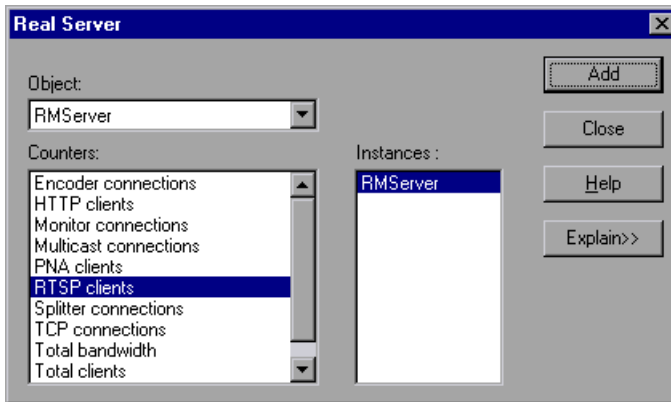 Real Server
Object:
RMServer
Counters:
Encoder connections
HTTP clients
Monitor connections
Multicast connections
PNA clients
RTSP clients
Splitter connections
TCP connections
Total bandwidth
Total clients
Instances :
RMServer
Add
Close
Help
Explain>>